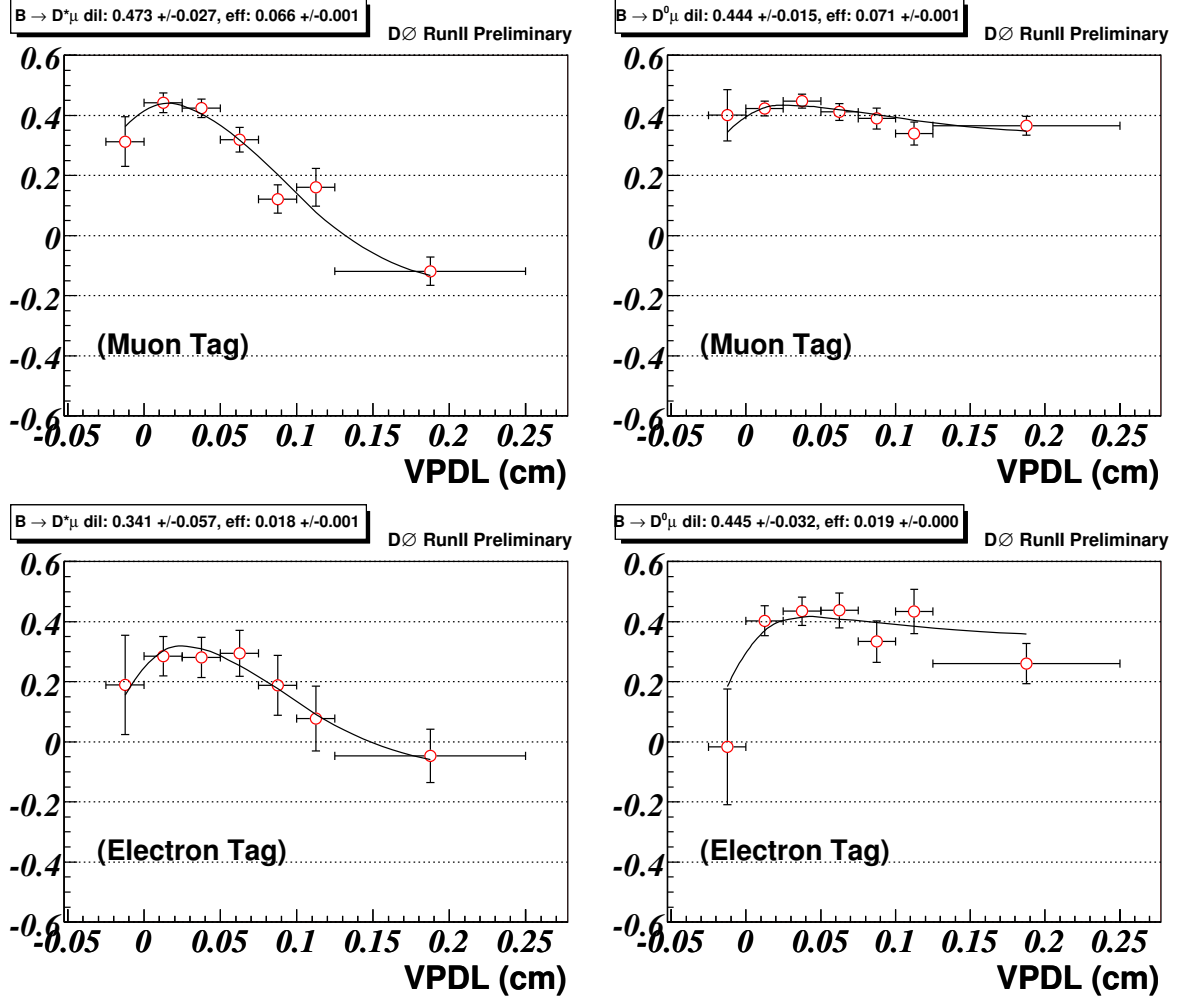 B → D*μ dil: 0.473 +/-0.027, eff: 0.066 +/-0.001
DØ RunII Preliminary
0.6
0.4
0.2
0
-0.2
-0.4
-0.6
(Muon Tag)
-0.05 0 0.05 0.1 0.15 0.2 0.25
VPDL (cm)
B → D⁰μ dil: 0.444 +/-0.015, eff: 0.071 +/-0.001
DØ RunII Preliminary
0.6
0.4
0.2
0
-0.2
-0.4
-0.6
(Muon Tag)
-0.05 0 0.05 0.1 0.15 0.2 0.25
VPDL (cm)
B → D*μ dil: 0.341 +/-0.057, eff: 0.018 +/-0.001
DØ RunII Preliminary
0.6
0.4
0.2
0
-0.2
-0.4
-0.6
(Electron Tag)
-0.05 0 0.05 0.1 0.15 0.2 0.25
VPDL (cm)
B → D⁰μ dil: 0.445 +/-0.032, eff: 0.019 +/-0.000
DØ RunII Preliminary
0.6
0.4
0.2
0
-0.2
-0.4
-0.6
(Electron Tag)
-0.05 0 0.05 0.1 0.15 0.2 0.25
VPDL (cm)